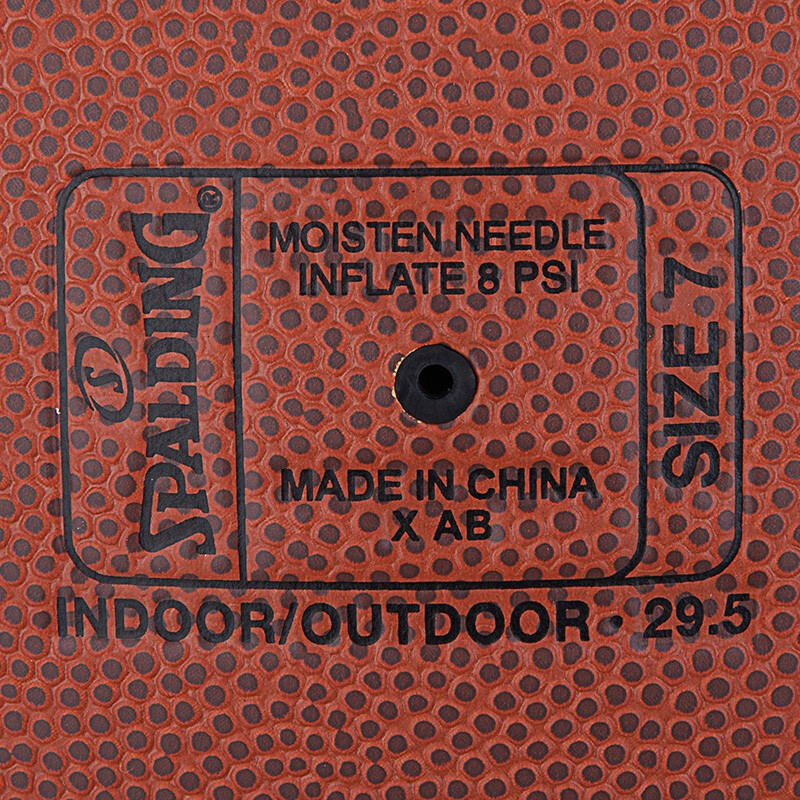 SPALDING®
S
MOISTEN NEEDLE
INFLATE 8 PSI
MADE IN CHINA
X AB
SIZE 7
INDOOR/OUTDOOR · 29.5